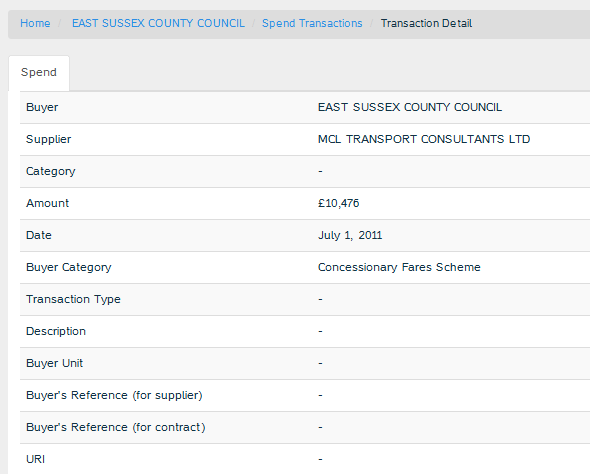 Home / EAST SUSSEX COUNTY COUNCIL / Spend Transactions / Transaction Detail
Spend
Buyer EAST SUSSEX COUNTY COUNCIL
Supplier MCL TRANSPORT CONSULTANTS LTD
Category -
Amount £10,476
Date July 1, 2011
Buyer Category Concessionary Fares Scheme
Transaction Type -
Description -
Buyer Unit -
Buyer's Reference (for supplier) -
Buyer's Reference (for contract) -
URI -